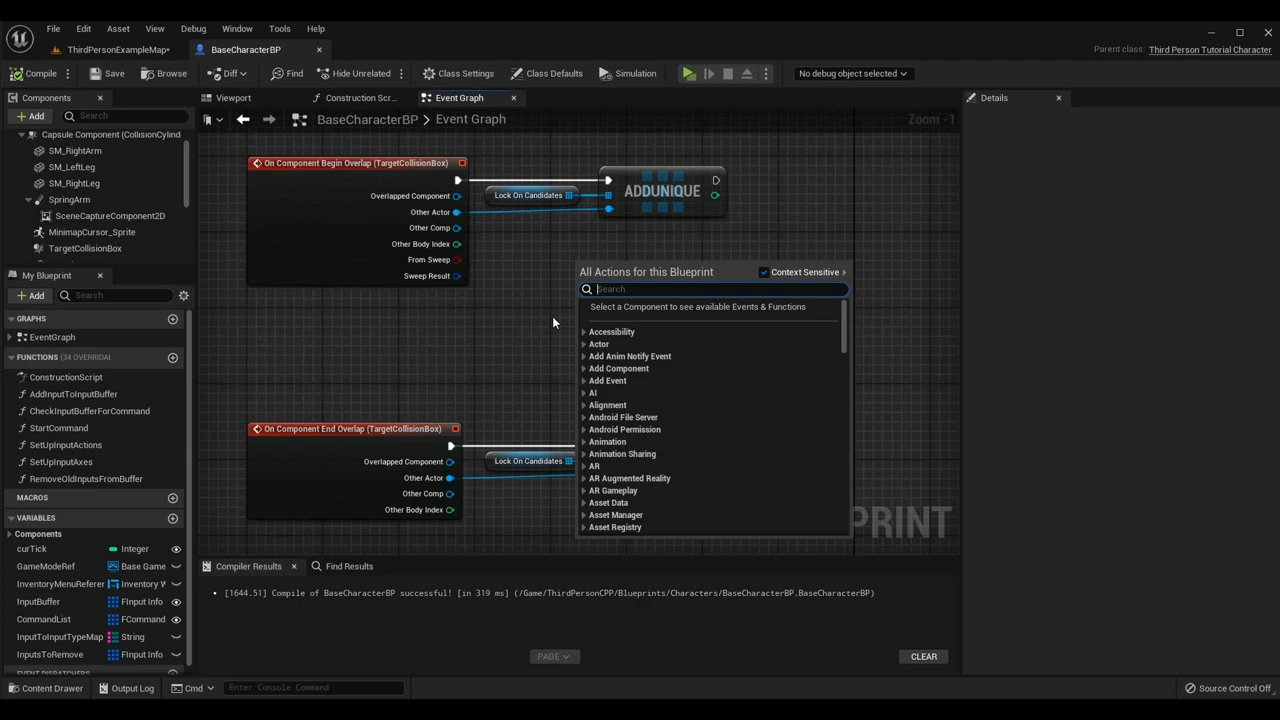 File Edit Asset View Debug Window Tools Help
ThirdPersonExampleMap* BaseCharacterBP Parent class: Third Person Tutorial Character
Compile Save Browse Diff Find Hide Unrelated Class Settings Class Defaults Simulation No debug object selected
Components Viewport Construction Scr... Event Graph Details
Add Search BaseCharacterBP > Event Graph Zoom -1
Capsule Component (CollisionCylind
SM_RightArm
SM_LeftLeg
SM_RightLeg
SpringArm
SceneCaptureComponent2D
MinimapCursor_Sprite
TargetCollisionBox
My Blueprint
Add Search
GRAPHS
EventGraph
FUNCTIONS (34 OVERRIDAI
ConstructionScript
AddInputToInputBuffer
CheckInputBufferForCommand
StartCommand
SetUpInputActions
SetUpInputAxes
RemoveOldInputsFromBuffer
MACROS
VARIABLES
Components
curTick Integer
GameModeRef Base Game
InventoryMenuReferer Inventory W
InputBuffer FInput Info
CommandList FCommand
InputToInputTypeMap String
InputsToRemove FInput Info
EVENT DISPATCHERS
On Component Begin Overlap (TargetCollisionBox)
Overlapped Component
Other Actor
Other Comp
Other Body Index
From Sweep
Sweep Result
Lock On Candidates
ADDUNIQUE
On Component End Overlap (TargetCollisionBox)
Overlapped Component
Other Actor
Other Comp
Other Body Index
Lock On Candidates
All Actions for this Blueprint Context Sensitive
Search
Select a Component to see available Events & Functions
Accessibility
Actor
Add Anim Notify Event
Add Component
Add Event
AI
Alignment
Android File Server
Android Permission
Animation
Animation Sharing
AR
AR Augmented Reality
AR Gameplay
Asset Data
Asset Manager
Asset Registry
PRINT
Compiler Results Find Results
[1644.51] Compile of BaseCharacterBP successful! [in 319 ms] (/Game/ThirdPersonCPP/Blueprints/Characters/BaseCharacterBP.BaseCharacterBP)
PAGE CLEAR
Content Drawer Output Log Cmd Enter Console Command Source Control Off